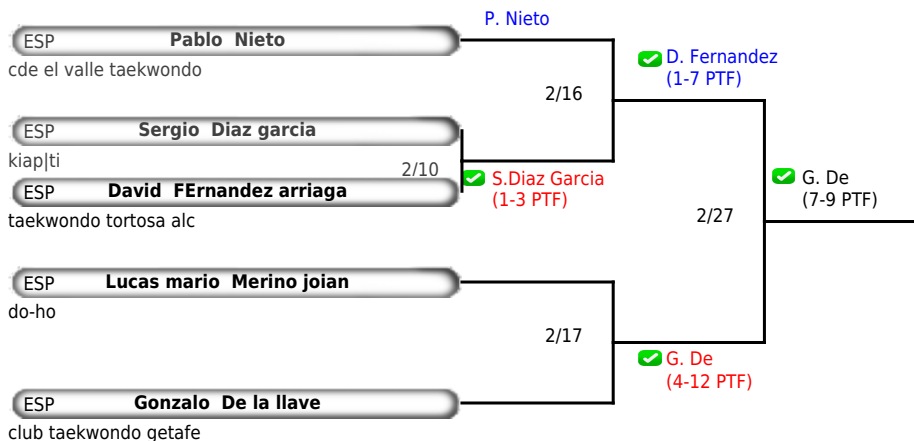 P. Nieto
ESP Pablo Nieto
cde el valle taekwondo
D. Fernandez
(1-7 PTF)
2/16
ESP Sergio Diaz garcia
kiap|ti
2/10
S.Diaz Garcia
(1-3 PTF)
ESP David FErnandez arriaga
taekwondo tortosa alc
G. De
(7-9 PTF)
2/27
ESP Lucas mario Merino joian
do-ho
2/17
G. De
(4-12 PTF)
ESP Gonzalo De la llave
club taekwondo getafe